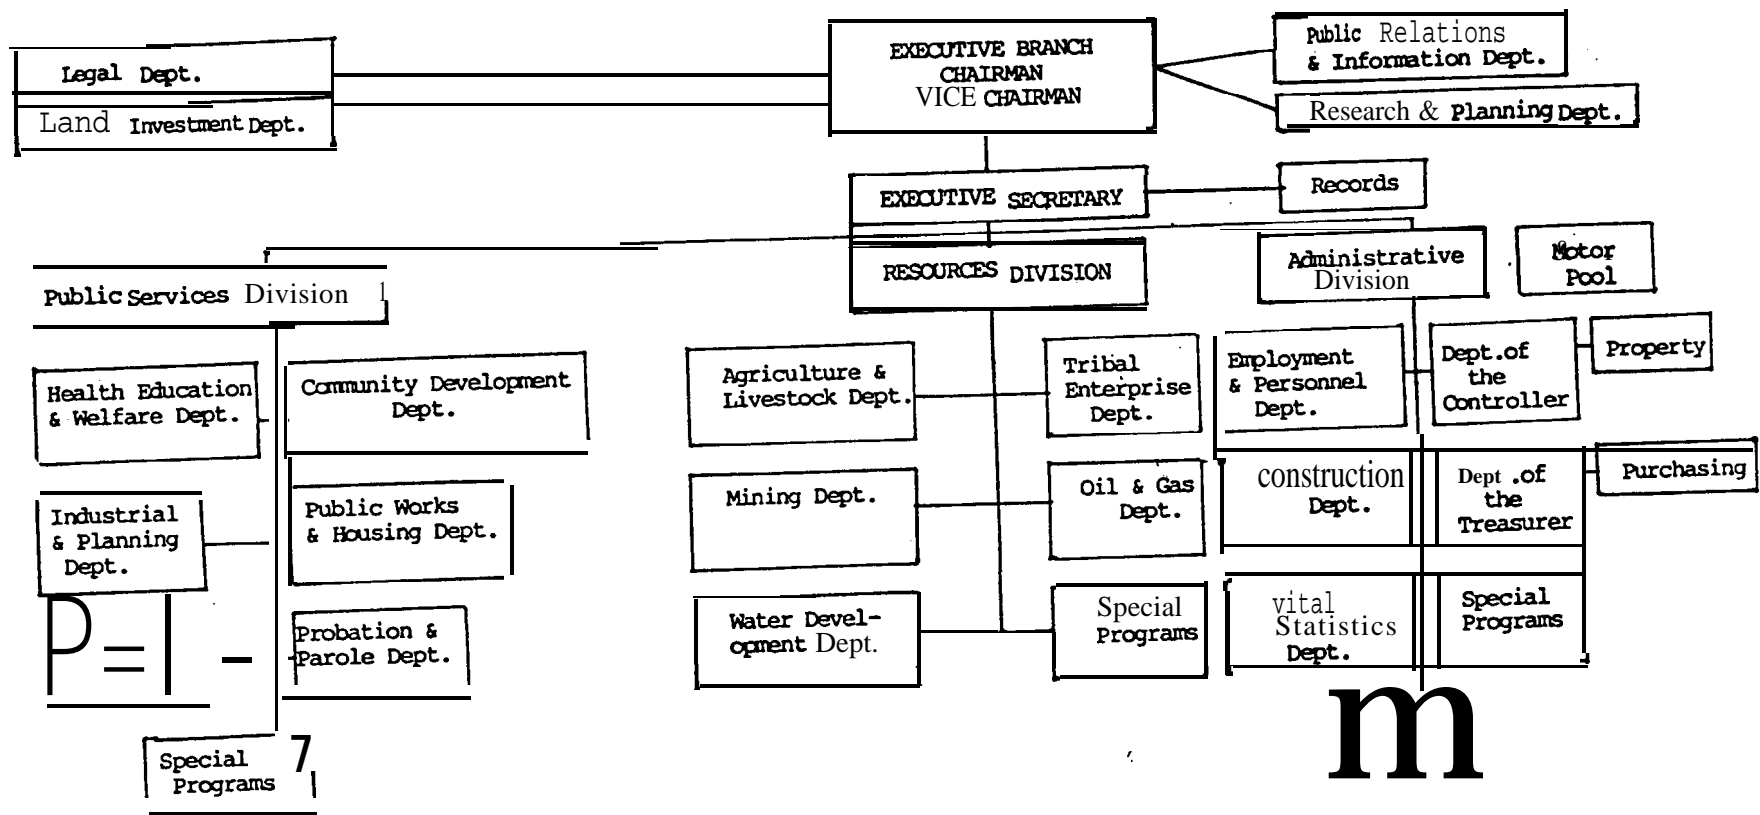 Legal Dept.
Land Investment Dept.
EXECUTIVE BRANCH
CHAIRMAN
VICE CHAIRMAN
Public Relations
& Information Dept.
Research & Planning Dept.
EXECUTIVE SECRETARY
Records
Public Services Division 1
RESOURCES DIVISION
Administrative
Division
Motor
Pool
Health Education
& Welfare Dept.
Community Development
Dept.
Industrial
& Planning
Dept.
Public Works
& Housing Dept.
P=| -
Probation &
Parole Dept.
Special 7
Programs
Agriculture &
Livestock Dept.
Tribal
Enterprise
Dept.
Mining Dept.
Oil & Gas
Dept.
Water Devel-
opment Dept.
Special
Programs
Employment
& Personnel
Dept.
Dept.of
the
Controller
Property
construction
Dept.
Dept .of
the
Treasurer
Purchasing
vital
Statistics
Dept.
Special
Programs
m